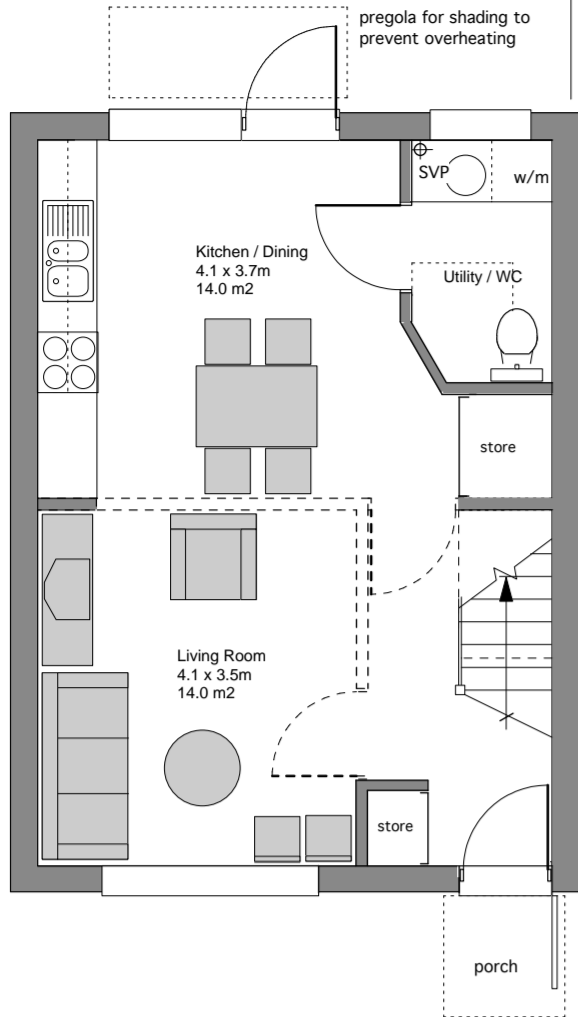 pregola for shading to
prevent overheating
SVP
w/m
Kitchen / Dining
4.1 x 3.7m
14.0 m2
Utility / WC
store
Living Room
4.1 x 3.5m
14.0 m2
store
porch